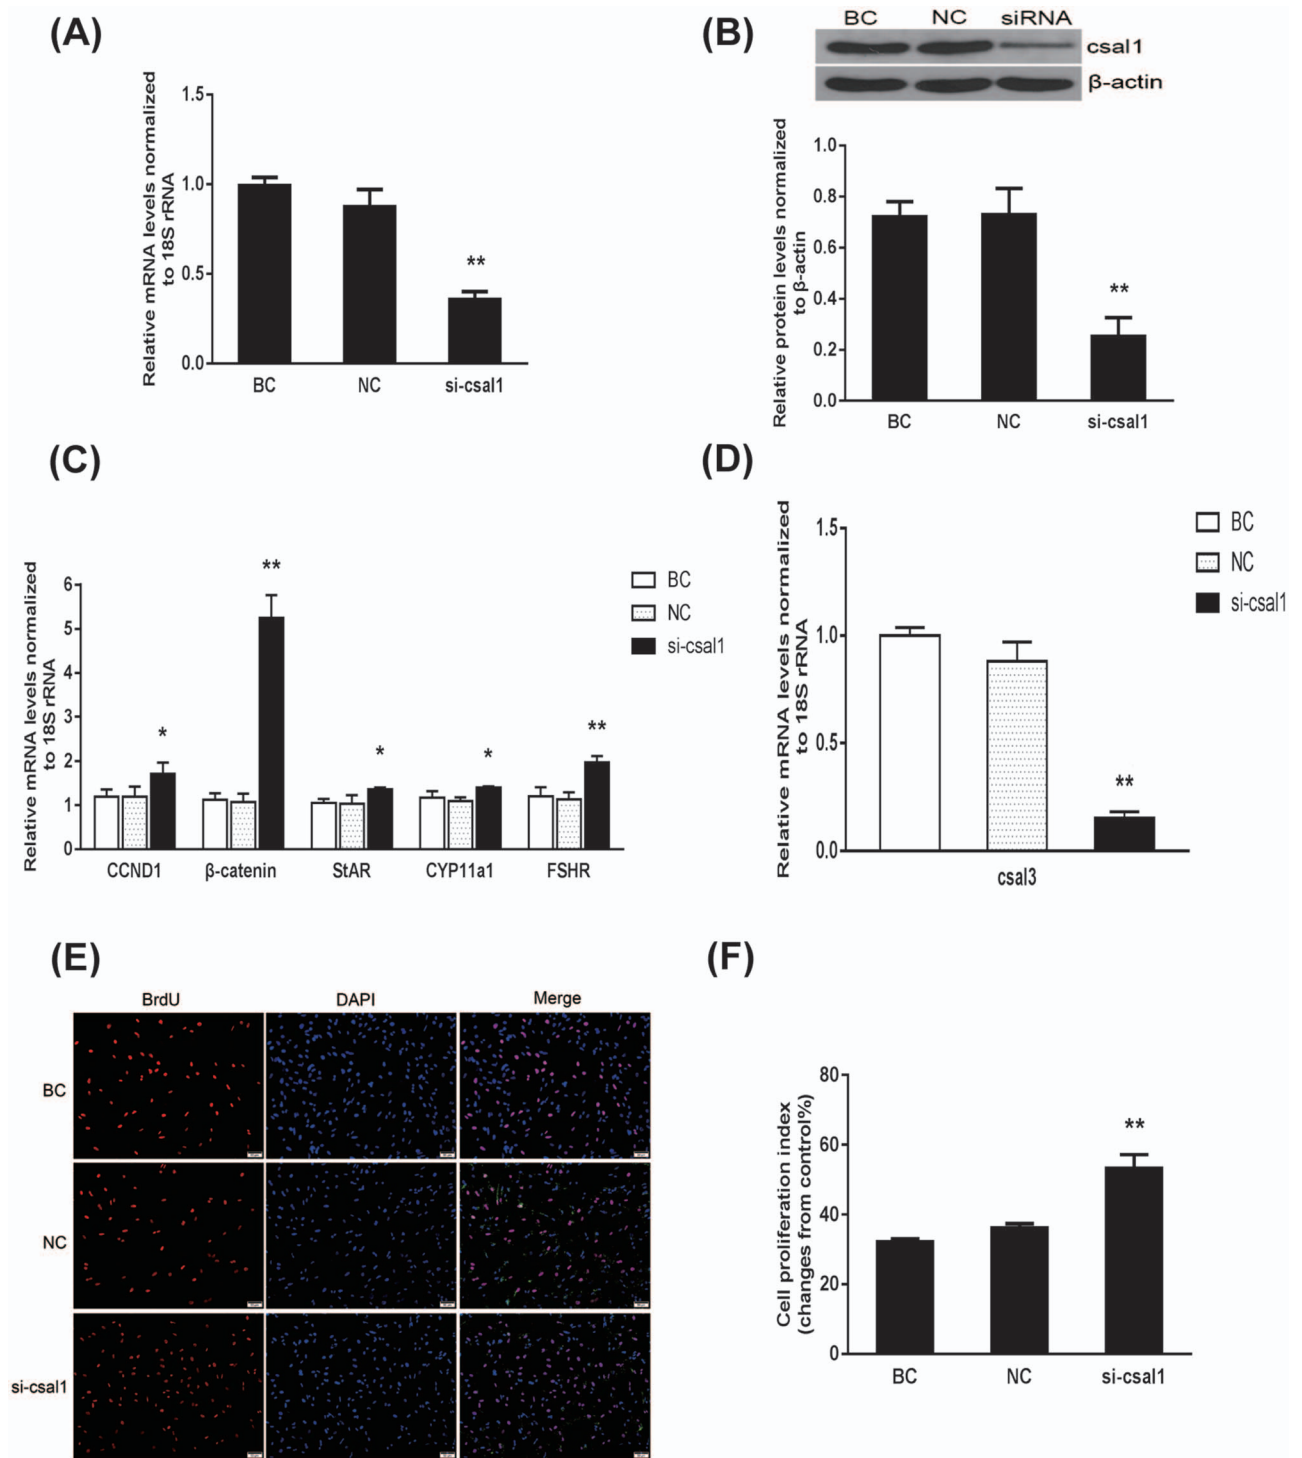 (A)
Relative mRNA levels normalized
to 18S rRNA
1.5
1.0
0.5
0.0
**
BC NC si-csal1
(B)
BC NC siRNA
csal1
β-actin
Relative protein levels normalized
to β-actin
1.0
0.8
0.6
0.4
0.2
0.0
**
BC NC si-csal1
(C)
Relative mRNA levels normalized
to 18S rRNA
6
5
4
3
2
1
0
* ** * * **
CCND1 β-catenin StAR CYP11a1 FSHR
BC
NC
si-csal1
(D)
Relative mRNA levels normalized
to 18S rRNA
1.5
1.0
0.5
0.0
**
csal3
BC
NC
si-csal1
(E)
BrdU DAPI Merge
BC
NC
si-csal1
(F)
Cell proliferation index
(changes from control%)
80
60
40
20
0
**
BC NC si-csal1